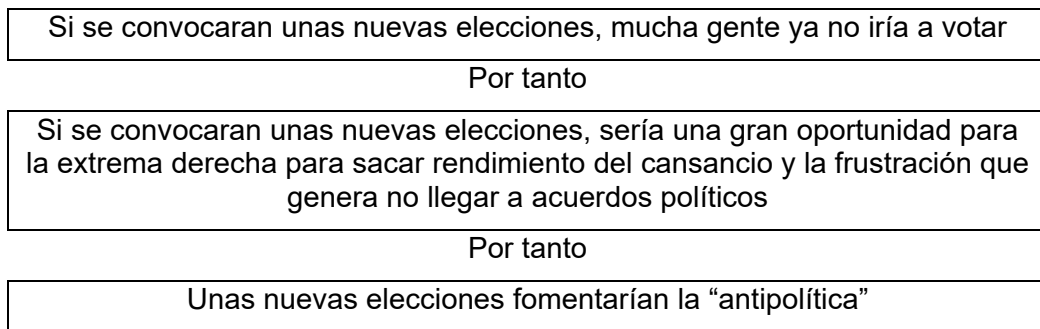 Si se convocaran unas nuevas elecciones, mucha gente ya no iría a votar
Por tanto
Si se convocaran unas nuevas elecciones, sería una gran oportunidad para
la extrema derecha para sacar rendimiento del cansancio y la frustración que
genera no llegar a acuerdos políticos
Por tanto
Unas nuevas elecciones fomentarían la “antipolítica”